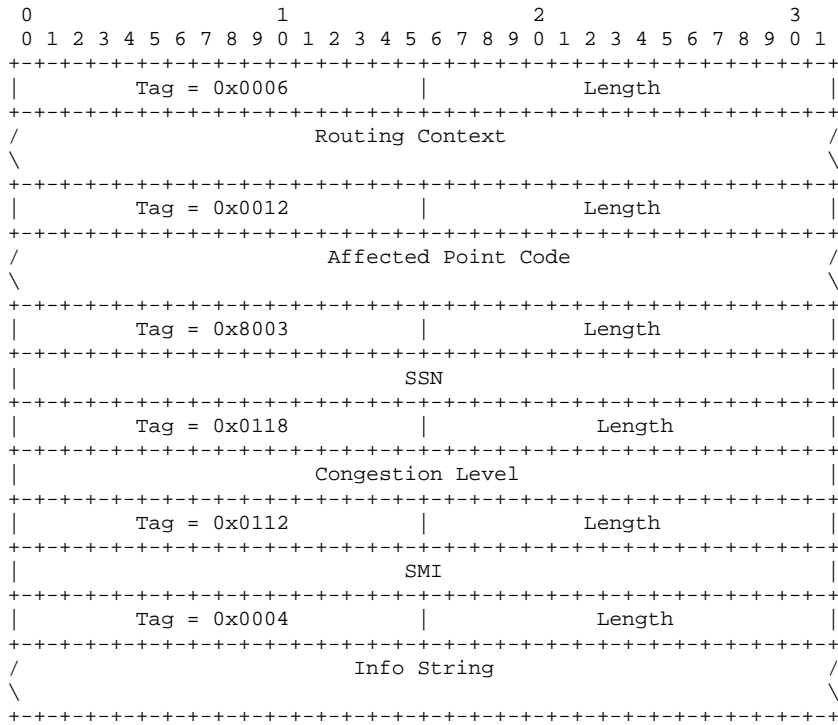 0                   1                   2                   3
 0 1 2 3 4 5 6 7 8 9 0 1 2 3 4 5 6 7 8 9 0 1 2 3 4 5 6 7 8 9 0 1
+-+-+-+-+-+-+-+-+-+-+-+-+-+-+-+-+-+-+-+-+-+-+-+-+-+-+-+-+-+-+-+-+
|         Tag = 0x0006          |            Length             |
+-+-+-+-+-+-+-+-+-+-+-+-+-+-+-+-+-+-+-+-+-+-+-+-+-+-+-+-+-+-+-+-+
/                       Routing Context                         /
\                                                               \
+-+-+-+-+-+-+-+-+-+-+-+-+-+-+-+-+-+-+-+-+-+-+-+-+-+-+-+-+-+-+-+-+
|         Tag = 0x0012          |            Length             |
+-+-+-+-+-+-+-+-+-+-+-+-+-+-+-+-+-+-+-+-+-+-+-+-+-+-+-+-+-+-+-+-+
/                        Affected Point Code                    /
\                                                               \
+-+-+-+-+-+-+-+-+-+-+-+-+-+-+-+-+-+-+-+-+-+-+-+-+-+-+-+-+-+-+-+-+
|         Tag = 0x8003          |            Length             |
+-+-+-+-+-+-+-+-+-+-+-+-+-+-+-+-+-+-+-+-+-+-+-+-+-+-+-+-+-+-+-+-+
|                              SSN                              |
+-+-+-+-+-+-+-+-+-+-+-+-+-+-+-+-+-+-+-+-+-+-+-+-+-+-+-+-+-+-+-+-+
|         Tag = 0x0118          |             Length            |
+-+-+-+-+-+-+-+-+-+-+-+-+-+-+-+-+-+-+-+-+-+-+-+-+-+-+-+-+-+-+-+-+
|                       Congestion Level                        |
+-+-+-+-+-+-+-+-+-+-+-+-+-+-+-+-+-+-+-+-+-+-+-+-+-+-+-+-+-+-+-+-+
|         Tag = 0x0112          |            Length             |
+-+-+-+-+-+-+-+-+-+-+-+-+-+-+-+-+-+-+-+-+-+-+-+-+-+-+-+-+-+-+-+-+
|                              SMI                              |
+-+-+-+-+-+-+-+-+-+-+-+-+-+-+-+-+-+-+-+-+-+-+-+-+-+-+-+-+-+-+-+-+
|         Tag = 0x0004          |             Length            |
+-+-+-+-+-+-+-+-+-+-+-+-+-+-+-+-+-+-+-+-+-+-+-+-+-+-+-+-+-+-+-+-+
/                          Info String                          /
\                                                               \
+-+-+-+-+-+-+-+-+-+-+-+-+-+-+-+-+-+-+-+-+-+-+-+-+-+-+-+-+-+-+-+-+